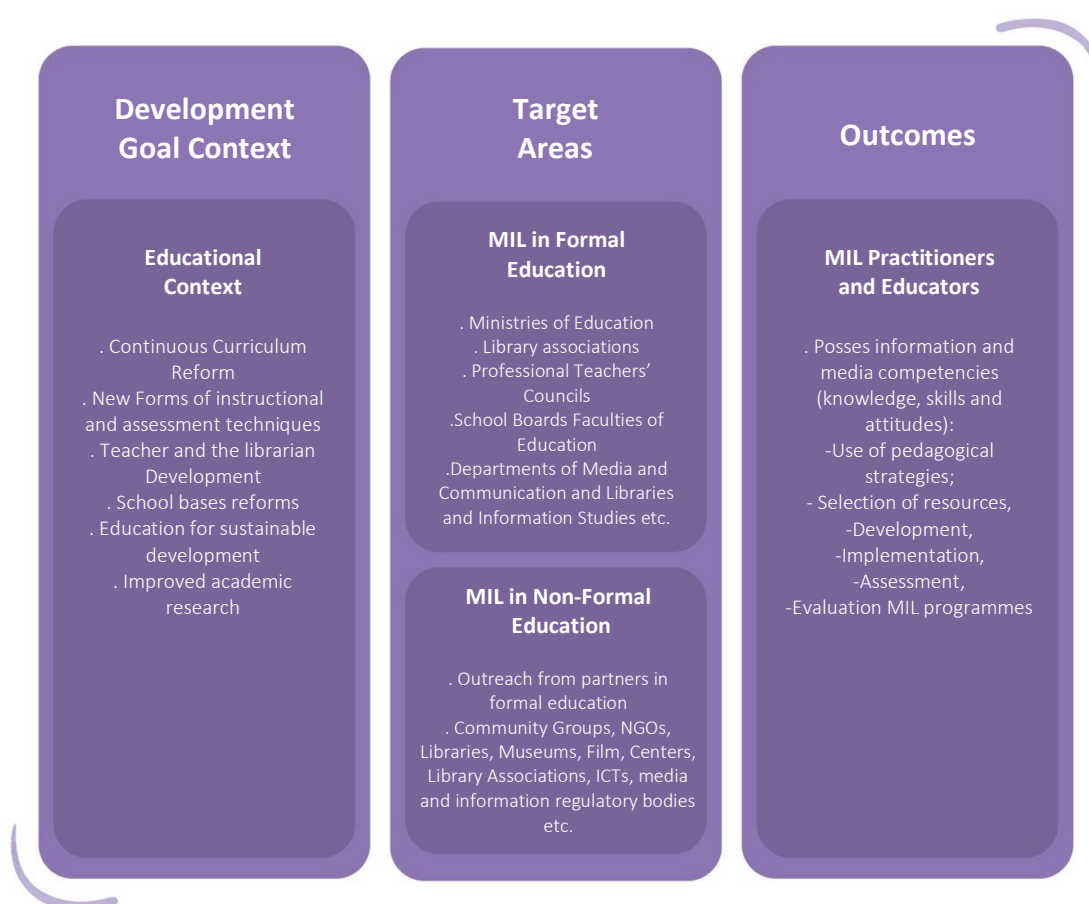 Development
Goal Context
Educational
Context
. Continuous Curriculum
Reform
. New Forms of instructional
and assessment techniques
. Teacher and the librarian
Development
. School bases reforms
. Education for sustainable
development
. Improved academic
research
Target
Areas
MIL in Formal
Education
. Ministries of Education
. Library associations
. Professional Teachers’
Councils
.School Boards Faculties of
Education
.Departments of Media and
Communication and Libraries
and Information Studies etc.
MIL in Non-Formal
Education
. Outreach from partners in
formal education
. Community Groups, NGOs,
Libraries, Museums, Film, Centers,
Library Associations, ICTs, media
and information regulatory bodies
etc.
Outcomes
MIL Practitioners
and Educators
. Posses information and
media competencies
(knowledge, skills and
attitudes):
-Use of pedagogical
strategies;
- Selection of resources,
-Development,
-Implementation,
-Assessment,
-Evaluation MIL programmes